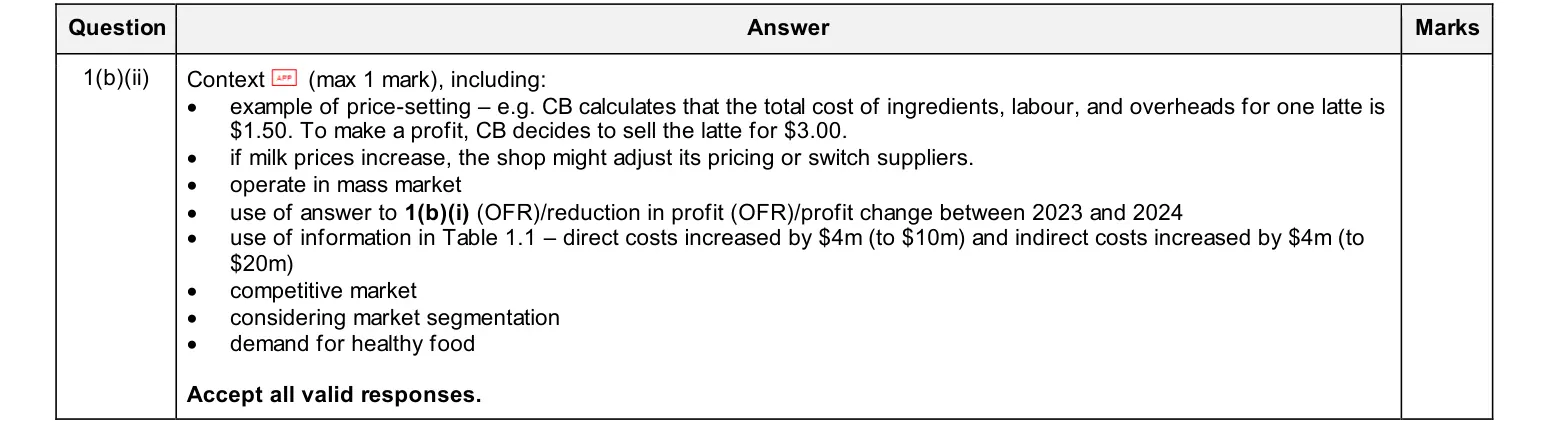 Question Answer Marks
1(b)(ii) Context APP (max 1 mark), including:
• example of price-setting – e.g. CB calculates that the total cost of ingredients, labour, and overheads for one latte is
$1.50. To make a profit, CB decides to sell the latte for $3.00.
• if milk prices increase, the shop might adjust its pricing or switch suppliers.
• operate in mass market
• use of answer to 1(b)(i) (OFR)/reduction in profit (OFR)/profit change between 2023 and 2024
• use of information in Table 1.1 – direct costs increased by $4m (to $10m) and indirect costs increased by $4m (to
$20m)
• competitive market
• considering market segmentation
• demand for healthy food
Accept all valid responses.